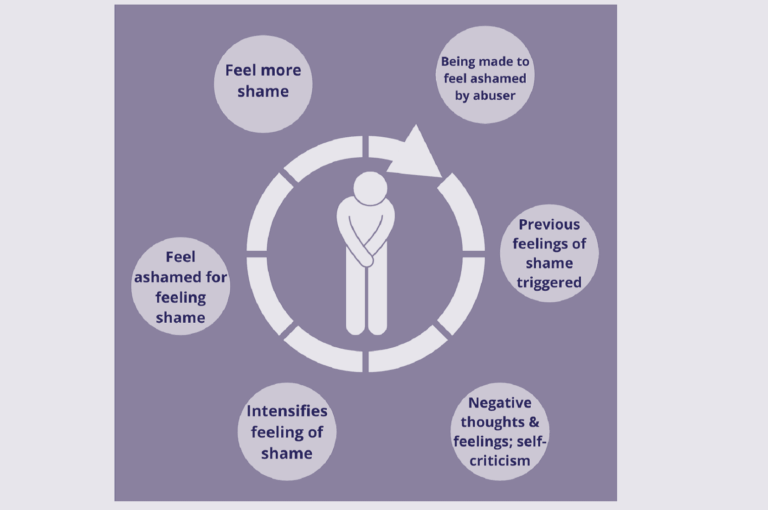 Feel more
shame
Being made to
feel ashamed
by abuser
Previous
feelings of
shame
triggered
Negative
thoughts &
feelings; self-
criticism
Intensifies
feeling of
shame
Feel
ashamed for
feeling
shame